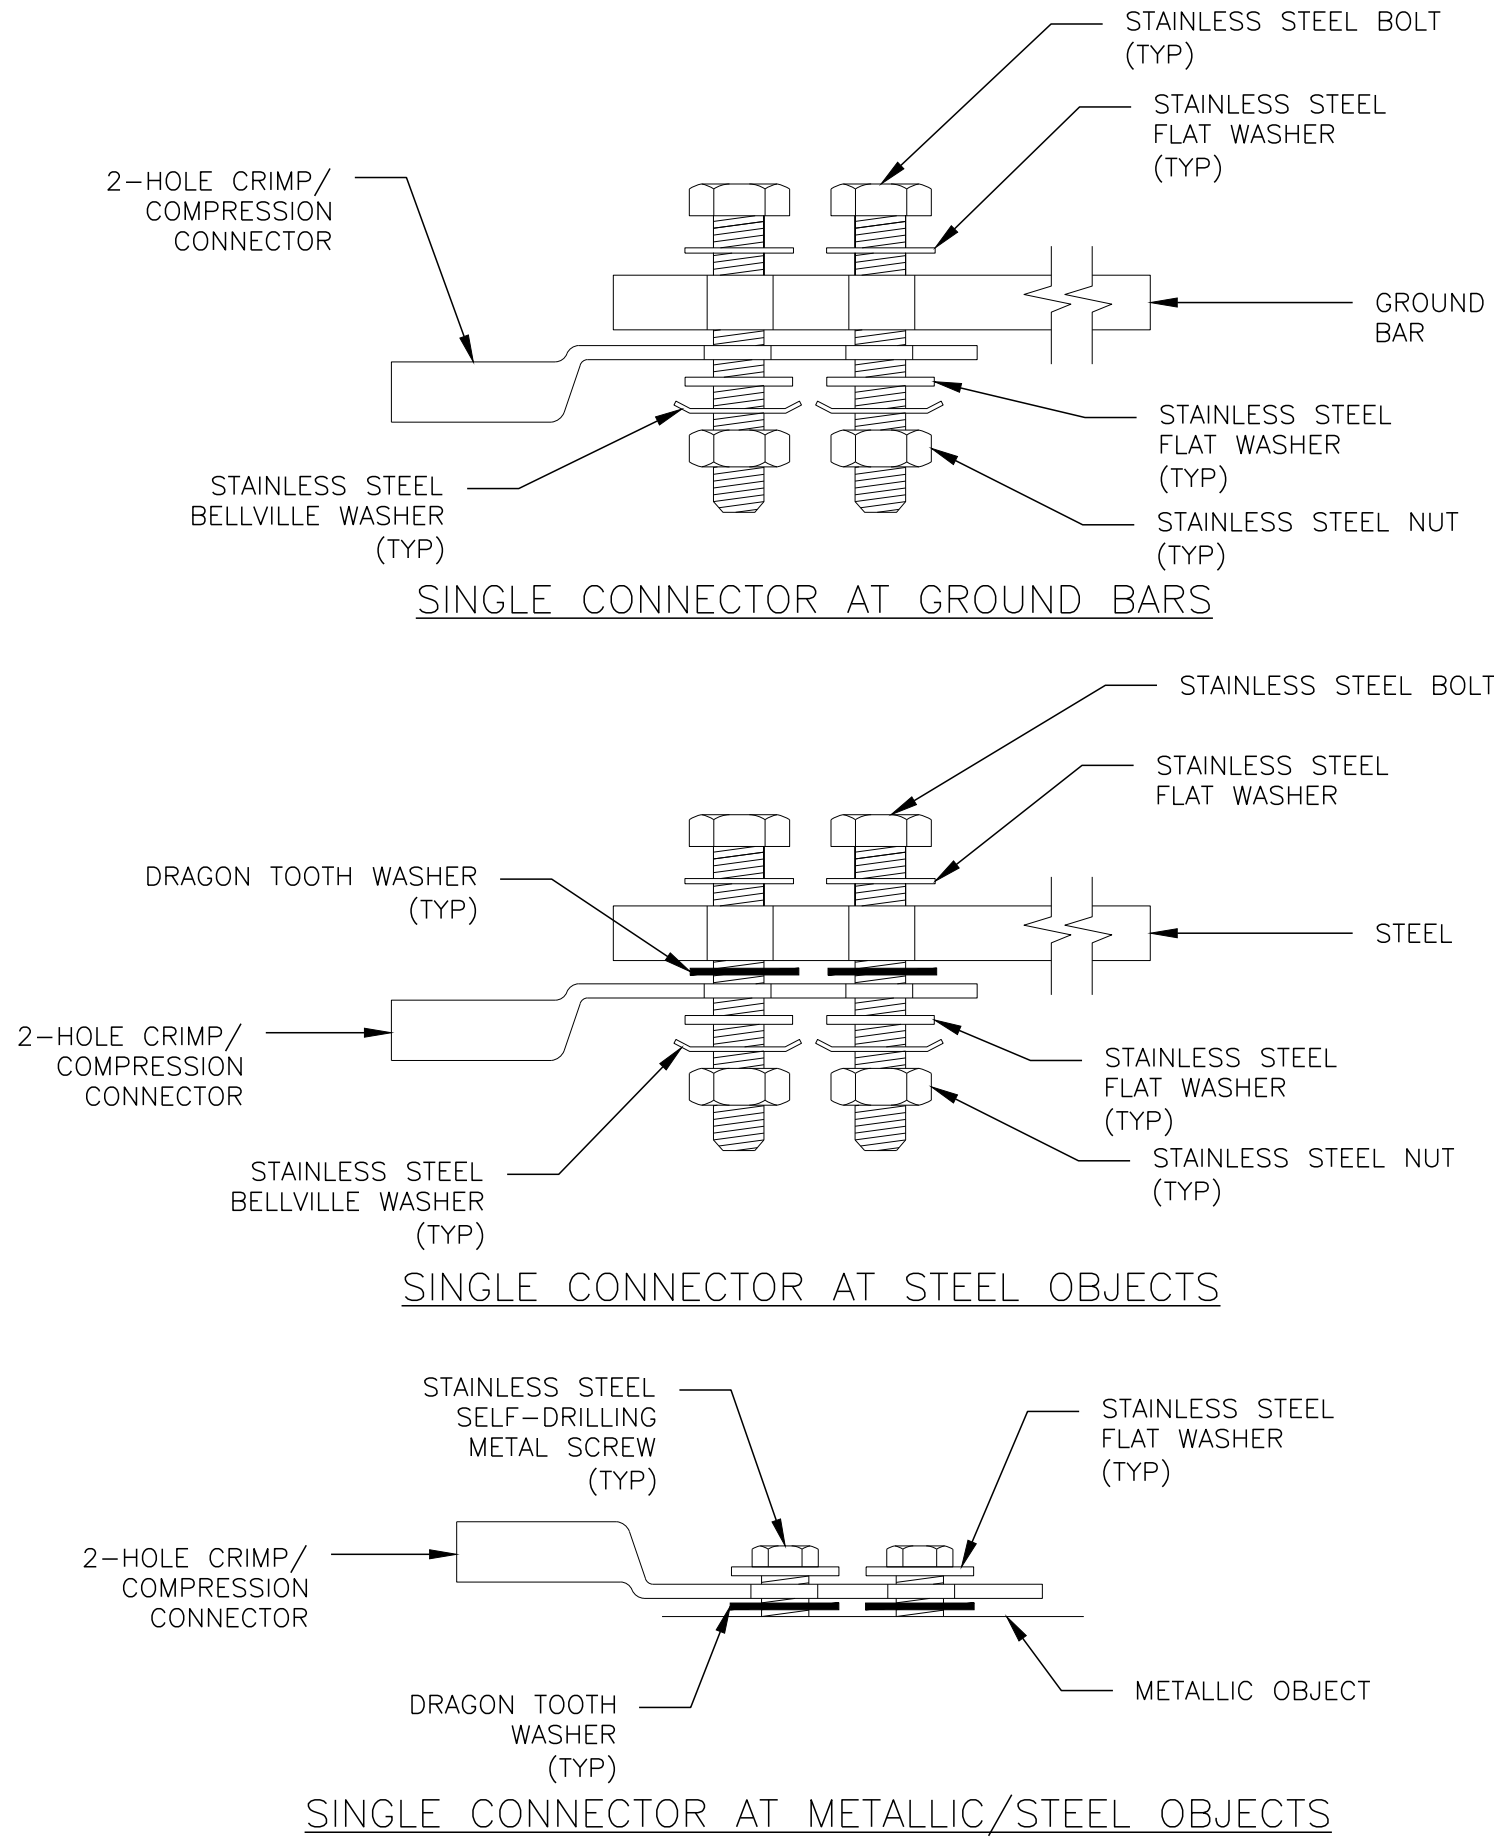 STAINLESS STEEL BOLT
(TYP)
STAINLESS STEEL
FLAT WASHER
(TYP)
2-HOLE CRIMP/
COMPRESSION
CONNECTOR
GROUND
BAR
STAINLESS STEEL
FLAT WASHER
(TYP)
STAINLESS STEEL
BELLVILLE WASHER
(TYP)
STAINLESS STEEL NUT
(TYP)
SINGLE CONNECTOR AT GROUND BARS
STAINLESS STEEL BOLT
STAINLESS STEEL
FLAT WASHER
DRAGON TOOTH WASHER
(TYP)
STEEL
2-HOLE CRIMP/
COMPRESSION
CONNECTOR
STAINLESS STEEL
FLAT WASHER
(TYP)
STAINLESS STEEL NUT
(TYP)
STAINLESS STEEL
BELLVILLE WASHER
(TYP)
SINGLE CONNECTOR AT STEEL OBJECTS
STAINLESS STEEL
SELF-DRILLING
METAL SCREW
(TYP)
STAINLESS STEEL
FLAT WASHER
(TYP)
2-HOLE CRIMP/
COMPRESSION
CONNECTOR
METALLIC OBJECT
DRAGON TOOTH
WASHER
(TYP)
SINGLE CONNECTOR AT METALLIC/STEEL OBJECTS